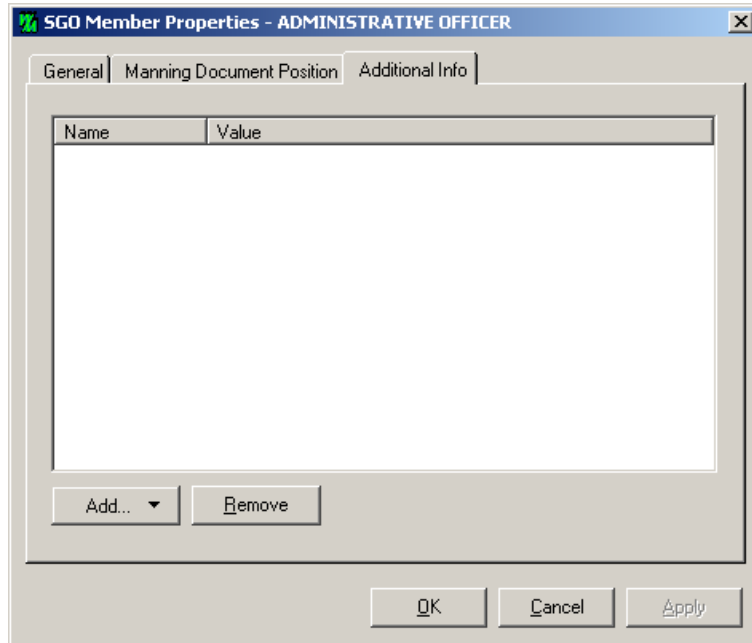 SGO Member Properties - ADMINISTRATIVE OFFICER
General Manning Document Position Additional Info
Name Value
Add... Remove
OK Cancel Apply